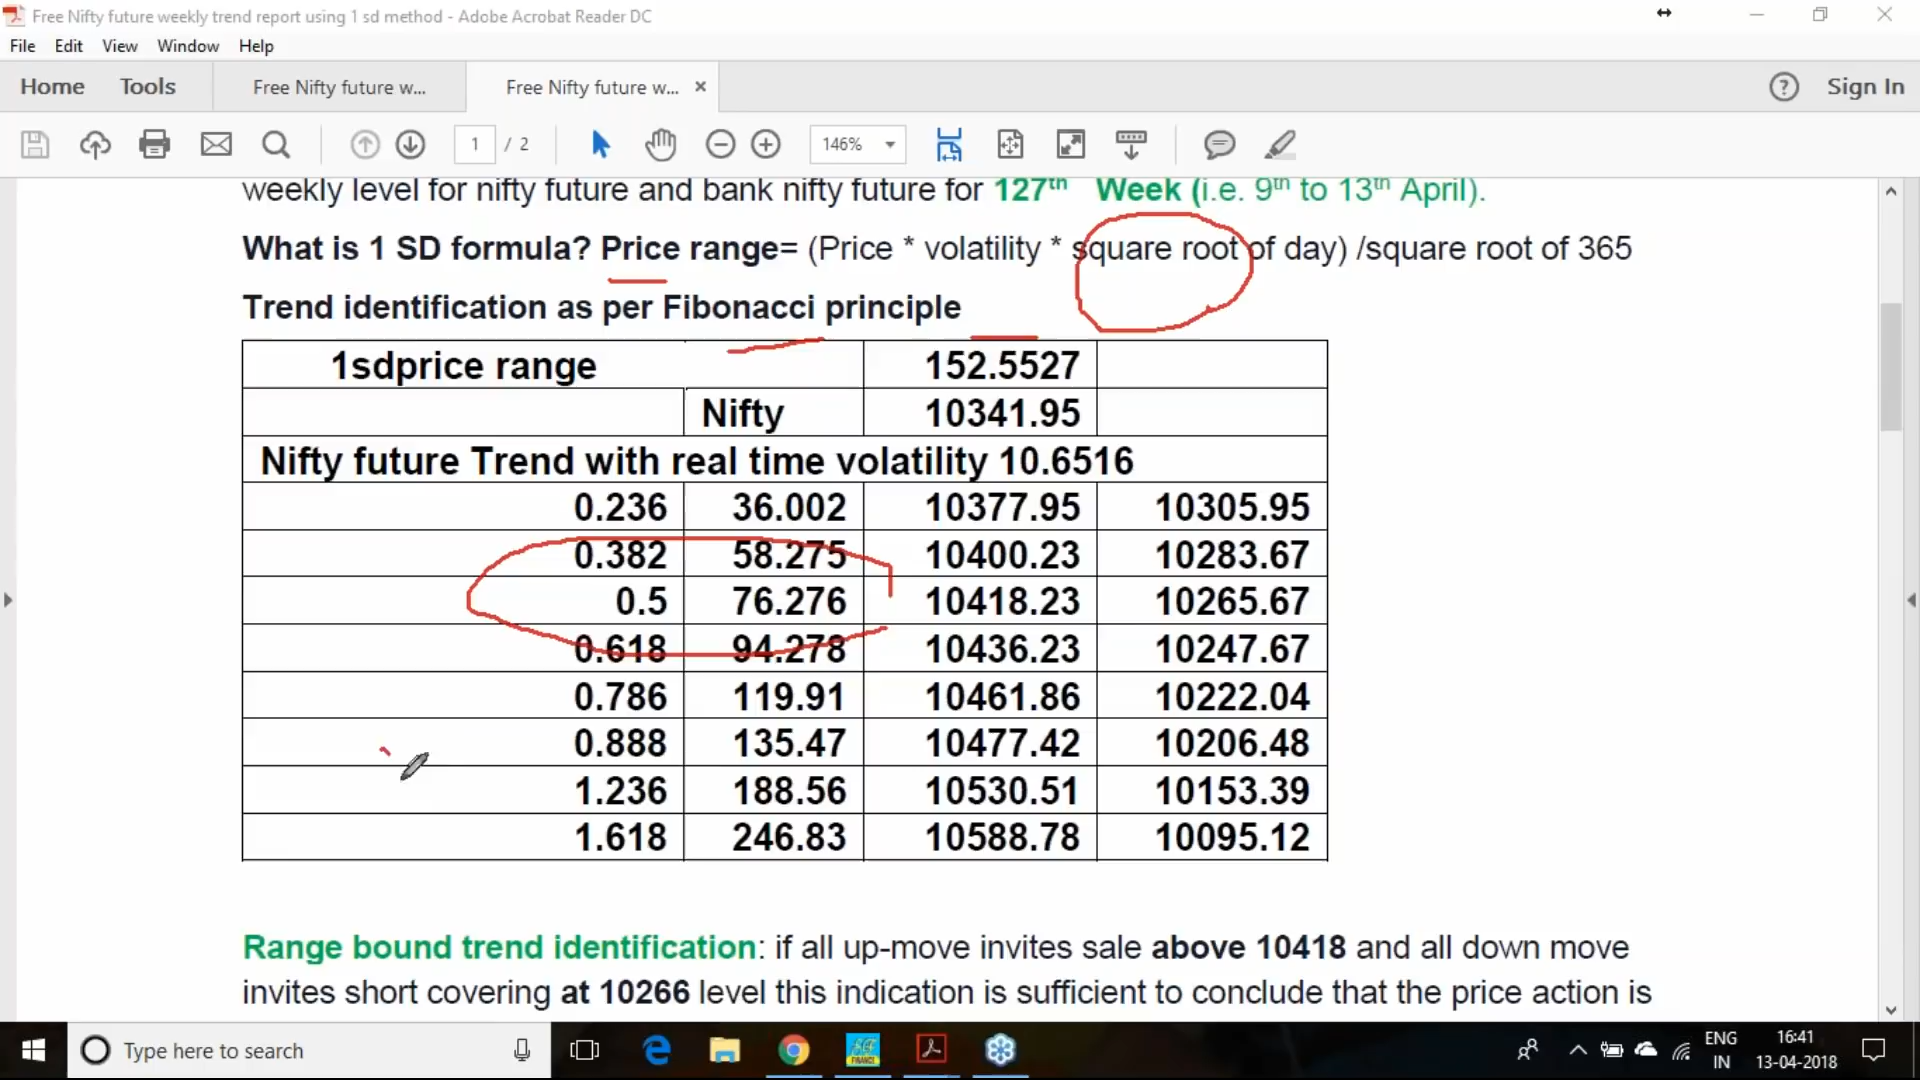 Free Nifty future weekly trend report using 1 sd method - Adobe Acrobat Reader DC
File Edit View Window Help
Home Tools Free Nifty future w... Free Nifty future w... × ? Sign In
1 / 2 146%
weekly level for nifty future and bank nifty future for 127th Week (i.e. 9th to 13th April).
What is 1 SD formula? Price range= (Price * volatility * square root of day) /square root of 365
Trend identification as per Fibonacci principle
1sdprice range 152.5527
Nifty 10341.95
Nifty future Trend with real time volatility 10.6516
0.236 36.002 10377.95 10305.95
0.382 58.275 10400.23 10283.67
0.5 76.276 10418.23 10265.67
0.618 94.278 10436.23 10247.67
0.786 119.91 10461.86 10222.04
0.888 135.47 10477.42 10206.48
1.236 188.56 10530.51 10153.39
1.618 246.83 10588.78 10095.12
Range bound trend identification: if all up-move invites sale above 10418 and all down move
invites short covering at 10266 level this indication is sufficient to conclude that the price action is
Type here to search FINANCE ENG 16:41
IN 13-04-2018